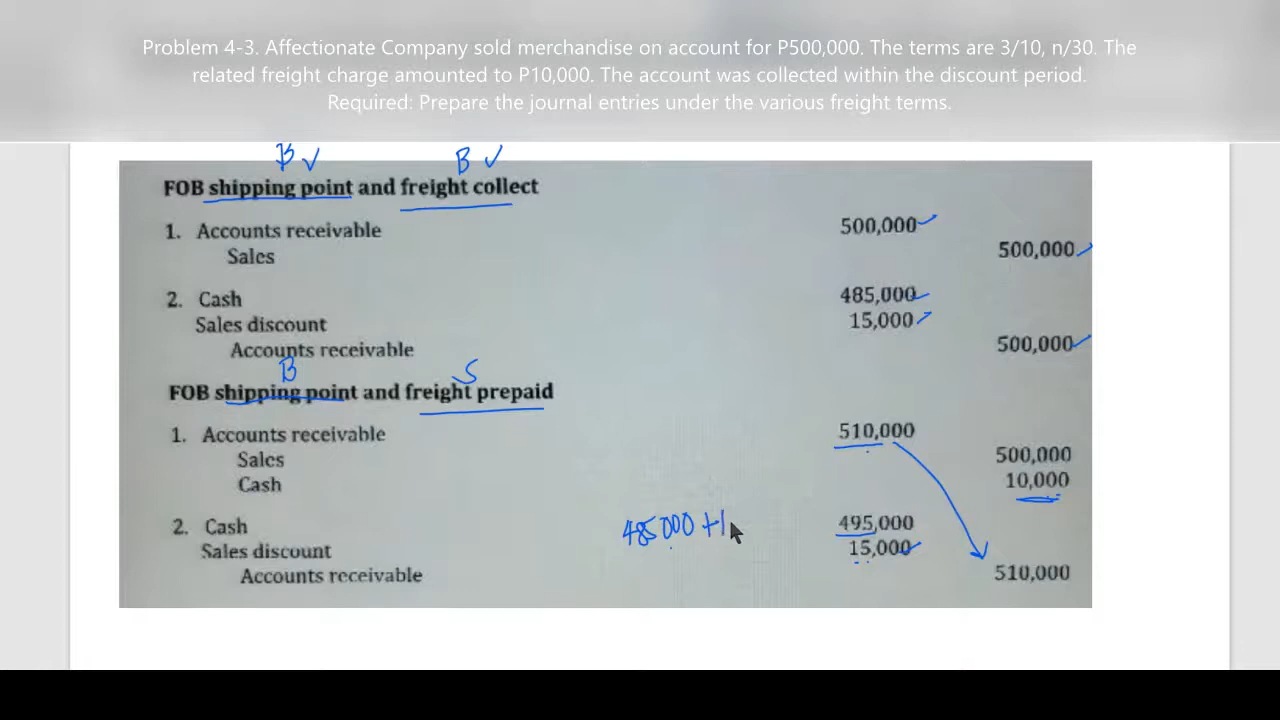 Problem 4-3. Affectionate Company sold merchandise on account for P500,000. The terms are 3/10, n/30. The
related freight charge amounted to P10,000. The account was collected within the discount period.
Required: Prepare the journal entries under the various freight terms.
B ✓ B ✓
FOB shipping point and freight collect
1. Accounts receivable 500,000
Sales 500,000
2. Cash 485,000
Sales discount 15,000
Accounts receivable 500,000
B S
FOB shipping point and freight prepaid
1. Accounts receivable 510,000
Sales 500,000
Cash 10,000
2. Cash 485000 +1 495,000
Sales discount 15,000
Accounts receivable 510,000